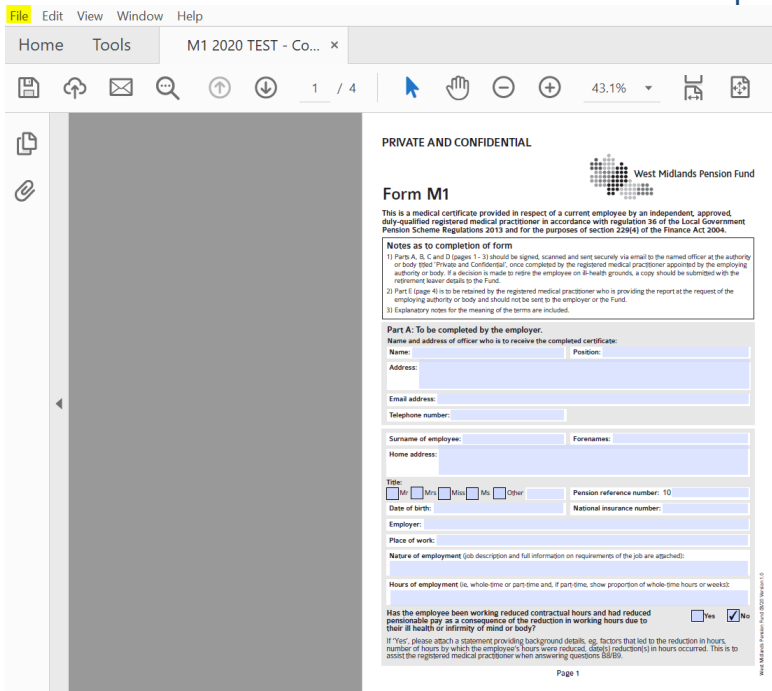 File Edit View Window Help
Home Tools M1 2020 TEST - Co... ×
1 / 4 43.1%
PRIVATE AND CONFIDENTIAL
West Midlands Pension Fund
Form M1
This is a medical certificate provided in respect of a current employee by an independent, approved,
duly-qualified registered medical practitioner in accordance with regulation 36 of the Local Government
Pension Scheme Regulations 2013 and for the purposes of section 229(4) of the Finance Act 2004.
Notes as to completion of form
1) Parts A, B, C and D (pages 1 - 3) should be signed, scanned and sent securely via email to the named officer at the authority
or body titled 'Private and Confidential', once completed by the registered medical practitioner appointed by the employing
authority or body. If a decision is made to retire the employee on ill-health grounds, a copy should be submitted with the
retirement leaver details to the Fund.
2) Part E (page 4) is to be retained by the registered medical practitioner who is providing the report at the request of the
employing authority or body and should not be sent to the employer or the Fund.
3) Explanatory notes for the meaning of the terms are included.
Part A: To be completed by the employer.
Name and address of officer who is to receive the completed certificate:
Name: Position:
Address:
Email address:
Telephone number:
Surname of employee: Forenames:
Home address:
Title:
Mr Mrs Miss Ms Other Pension reference number: 10
Date of birth: National insurance number:
Employer:
Place of work:
Nature of employment (job description and full information on requirements of the job are attached):
Hours of employment (ie, whole-time or part-time and, if part-time, show proportion of whole-time hours or weeks):
Has the employee been working reduced contractual
hours and had reduced
pensionable pay as a consequence of the reduction in working hours due to
their ill health or infirmity of mind or body?
Yes No
If 'Yes', please attach a statement providing background details, eg, factors that led to the reduction in hours,
number of hours by which the employee's hours were reduced, date(s) reduction(s) in hours occurred. This is to
assist the registered medical practitioner when answering questions B8/B9.
Page 1
West Midlands Pension Fund 08/20 Version 1.0